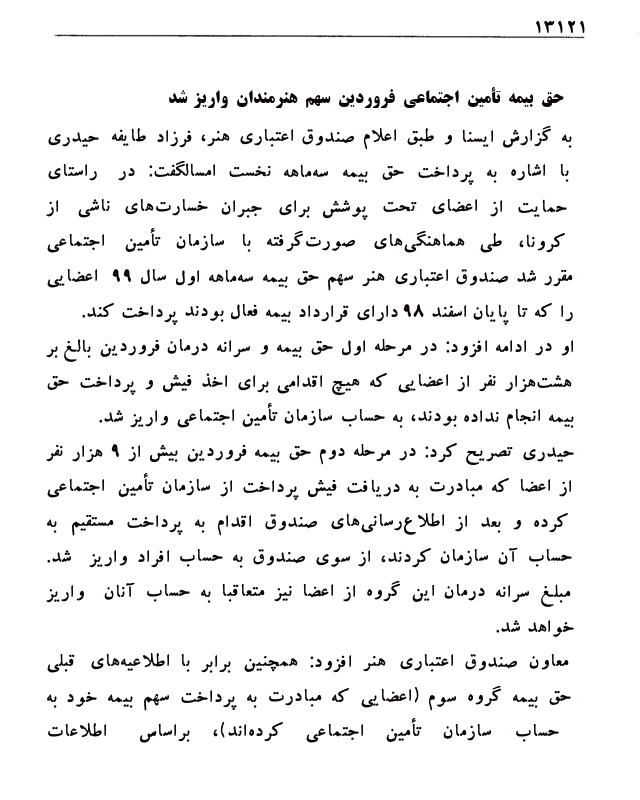 ۱۳۱۲۱
حق بیمه تأمین اجتماعی فروردین سهم هنرمندان واریز شد
به گزارش ایسنا و طبق اعلام صندوق اعتباری هنر، فرزاد طایفه حیدری
با اشاره به پرداخت حق بیمه سه‌ماهه نخست امسالگفت: در راستای
حمایت از اعضای تحت پوشش برای جبران خسارت‌های ناشی از
کرونا، طی هماهنگی‌های صورت‌گرفته با سازمان تأمین اجتماعی
مقرر شد صندوق اعتباری هنر سهم حق بیمه سه‌ماهه اول سال ۹۹ اعضایی
را که تا پایان اسفند ۹۸ دارای قرارداد بیمه فعال بودند پرداخت کند.
او در ادامه افزود: در مرحله اول حق بیمه و سرانه درمان فروردین بالغ بر
هشت‌هزار نفر از اعضایی که هیچ اقدامی برای اخذ فیش و پرداخت حق
بیمه انجام نداده بودند، به حساب سازمان تأمین اجتماعی واریز شد.
حیدری تصریح کرد: در مرحله دوم حق بیمه فروردین بیش از ۹ هزار نفر
از اعضا که مبادرت به دریافت فیش پرداخت از سازمان تأمین اجتماعی
کرده و بعد از اطلاع‌رسانی‌های صندوق اقدام به پرداخت مستقیم به
حساب آن سازمان کردند، از سوی صندوق به حساب افراد واریز شد.
مبلغ سرانه درمان این گروه از اعضا نیز متعاقبا به حساب آنان واریز
خواهد شد.
معاون صندوق اعتباری هنر افزود: همچنین برابر با اطلاعیه‌های قبلی
حق بیمه گروه سوم (اعضایی که مبادرت به پرداخت سهم بیمه خود به
حساب سازمان تأمین اجتماعی کرده‌اند)، براساس اطلاعات